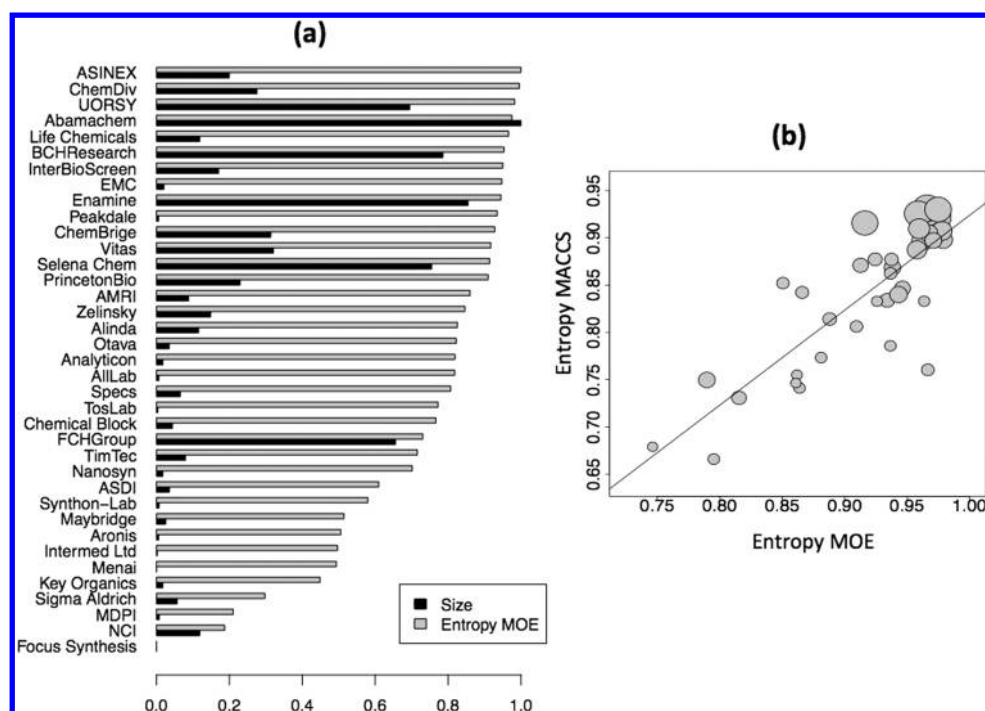 (a)
ASINEX
ChemDiv
UORSY
Abamachem
Life Chemicals
BCHResearch
InterBioScreen
EMC
Enamine
Peakdale
ChemBrige
Vitas
Selena Chem
PrincetonBio
AMRI
Zelinsky
Alinda
Otava
Analyticon
AllLab
Specs
TosLab
Chemical Block
FCHGroup
TimTec
Nanosyn
ASDI
Synthon-Lab
Maybridge
Aronis
Intermed Ltd
Menai
Key Organics
Sigma Aldrich
MDPI
NCI
Focus Synthesis
Size
Entropy MOE
0.0 0.2 0.4 0.6 0.8 1.0
(b)
Entropy MACCS
0.95
0.90
0.85
0.80
0.75
0.70
0.65
0.75 0.80 0.85 0.90 0.95 1.00
Entropy MOE